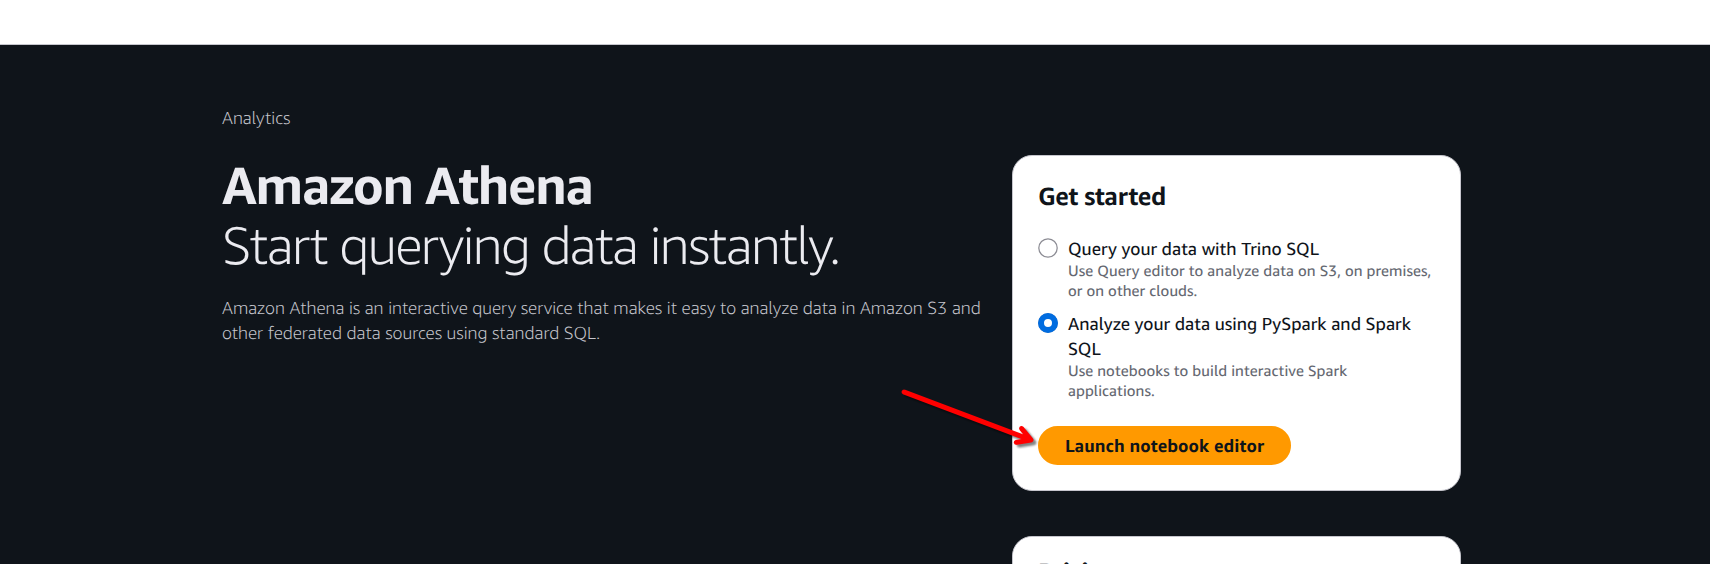 Analytics
Amazon Athena
Start querying data instantly.
Amazon Athena is an interactive query service that makes it easy to analyze data in Amazon S3 and
other federated data sources using standard SQL.
Get started
Query your data with Trino SQL
Use Query editor to analyze data on S3, on premises,
or on other clouds.
Analyze your data using PySpark and Spark
SQL
Use notebooks to build interactive Spark
applications.
Launch notebook editor